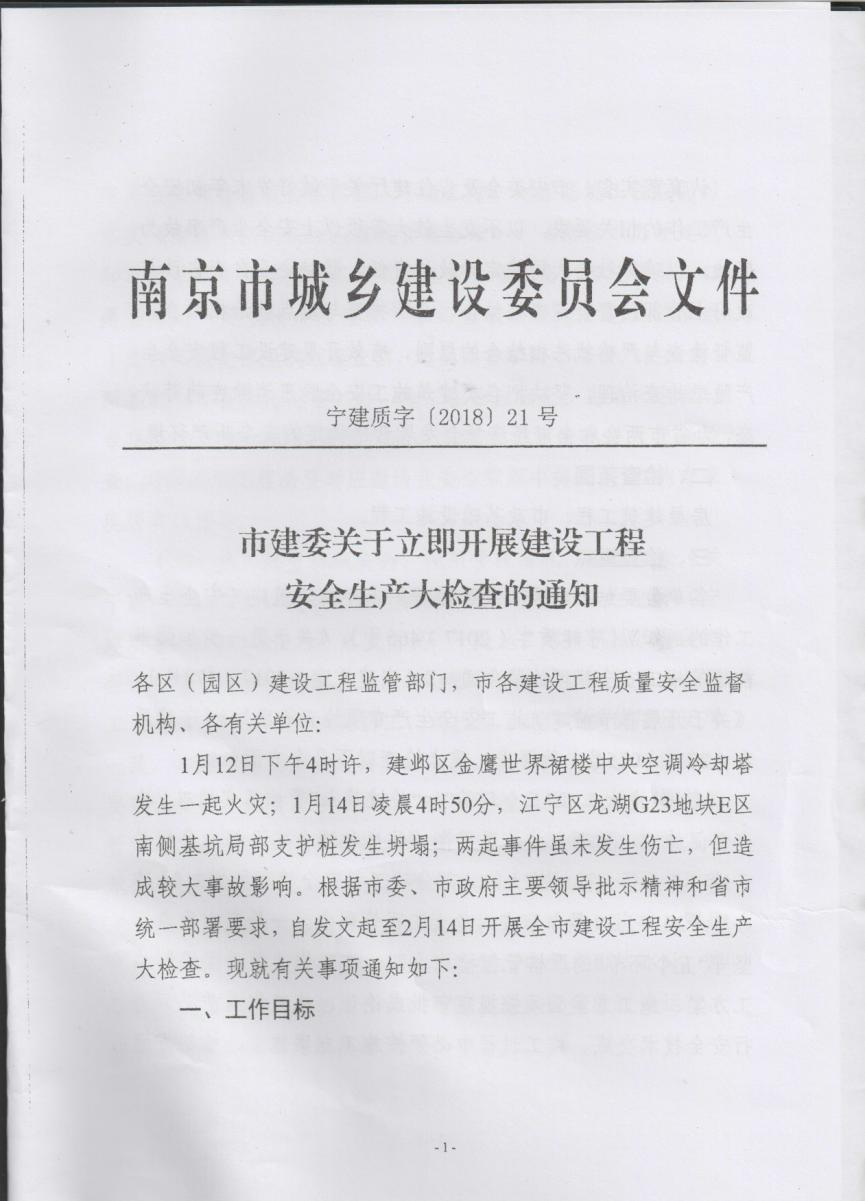 南京市城乡建设委员会文件
宁建质字〔2018〕21号
市建委关于立即开展建设工程
安全生产大检查的通知
各区（园区）建设工程监管部门，市各建设工程质量安全监督
机构、各有关单位：
1月12日下午4时许，建邺区金鹰世界裙楼中央空调冷却塔
发生一起火灾；1月14日凌晨4时50分，江宁区龙湖G23地块E区
南侧基坑局部支护桩发生坍塌；两起事件虽未发生伤亡，但造
成较大事故影响。根据市委、市政府主要领导批示精神和省市
统一部署要求，自发文起至2月14日开展全市建设工程安全生产
大检查。现就有关事项通知如下：
一、工作目标
- 1 -